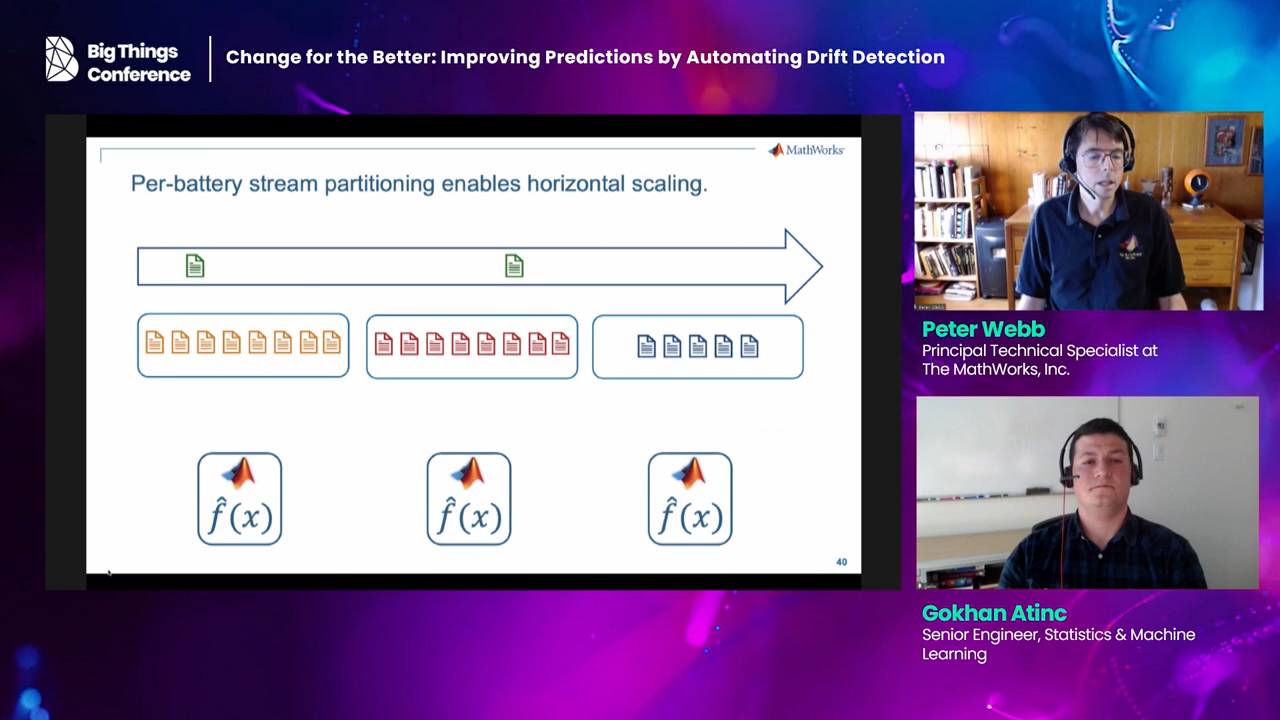 Big Things
Conference
Change for the Better: Improving Predictions by Automating Drift Detection
MathWorks
Per-battery stream partitioning enables horizontal scaling.
f̂(x)
f̂(x)
f̂(x)
40
Peter Webb
Principal Technical Specialist at
The MathWorks, Inc.
Gokhan Atinc
Senior Engineer, Statistics & Machine
Learning